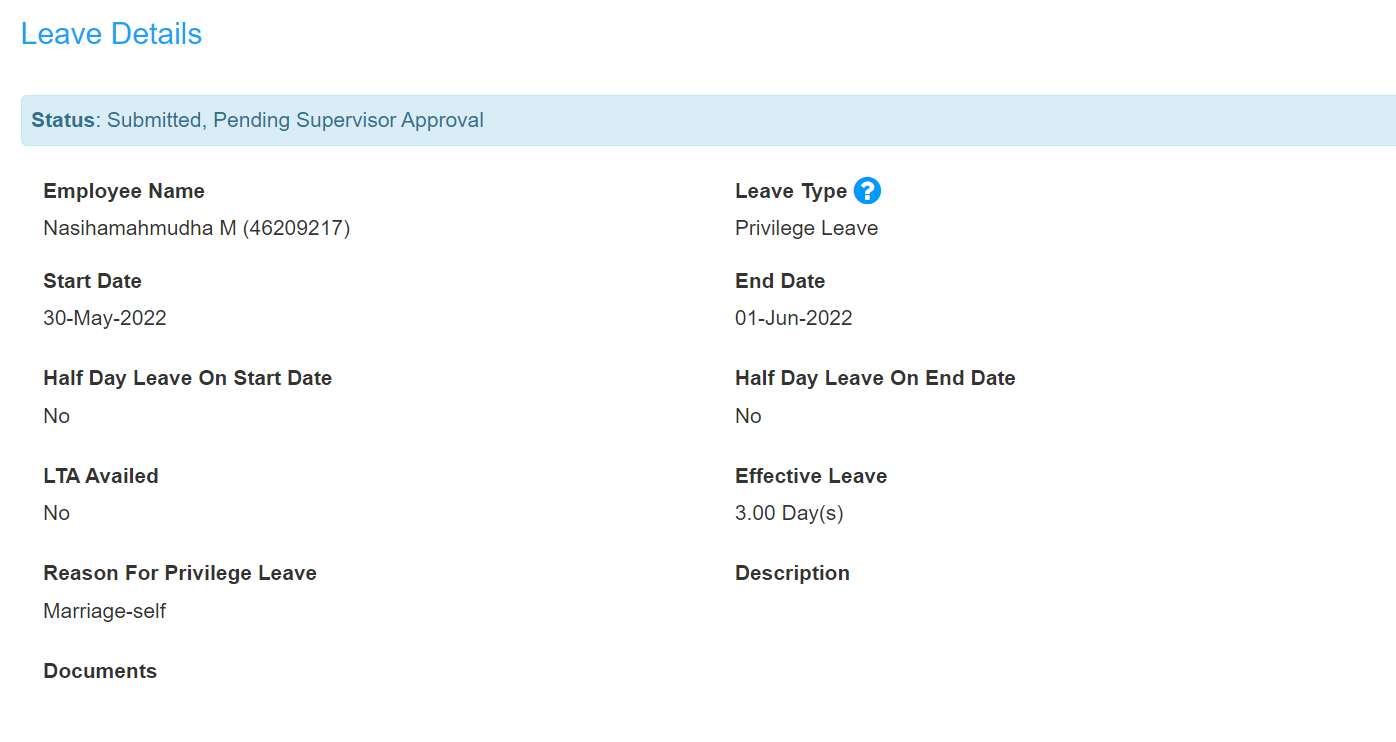 Leave Details
Status: Submitted, Pending Supervisor Approval
Employee Name
Nasihamahmudha M (46209217)
Leave Type ?
Privilege Leave
Start Date
30-May-2022
End Date
01-Jun-2022
Half Day Leave On Start Date
No
Half Day Leave On End Date
No
LTA Availed
No
Effective Leave
3.00 Day(s)
Reason For Privilege Leave
Marriage-self
Description
Documents